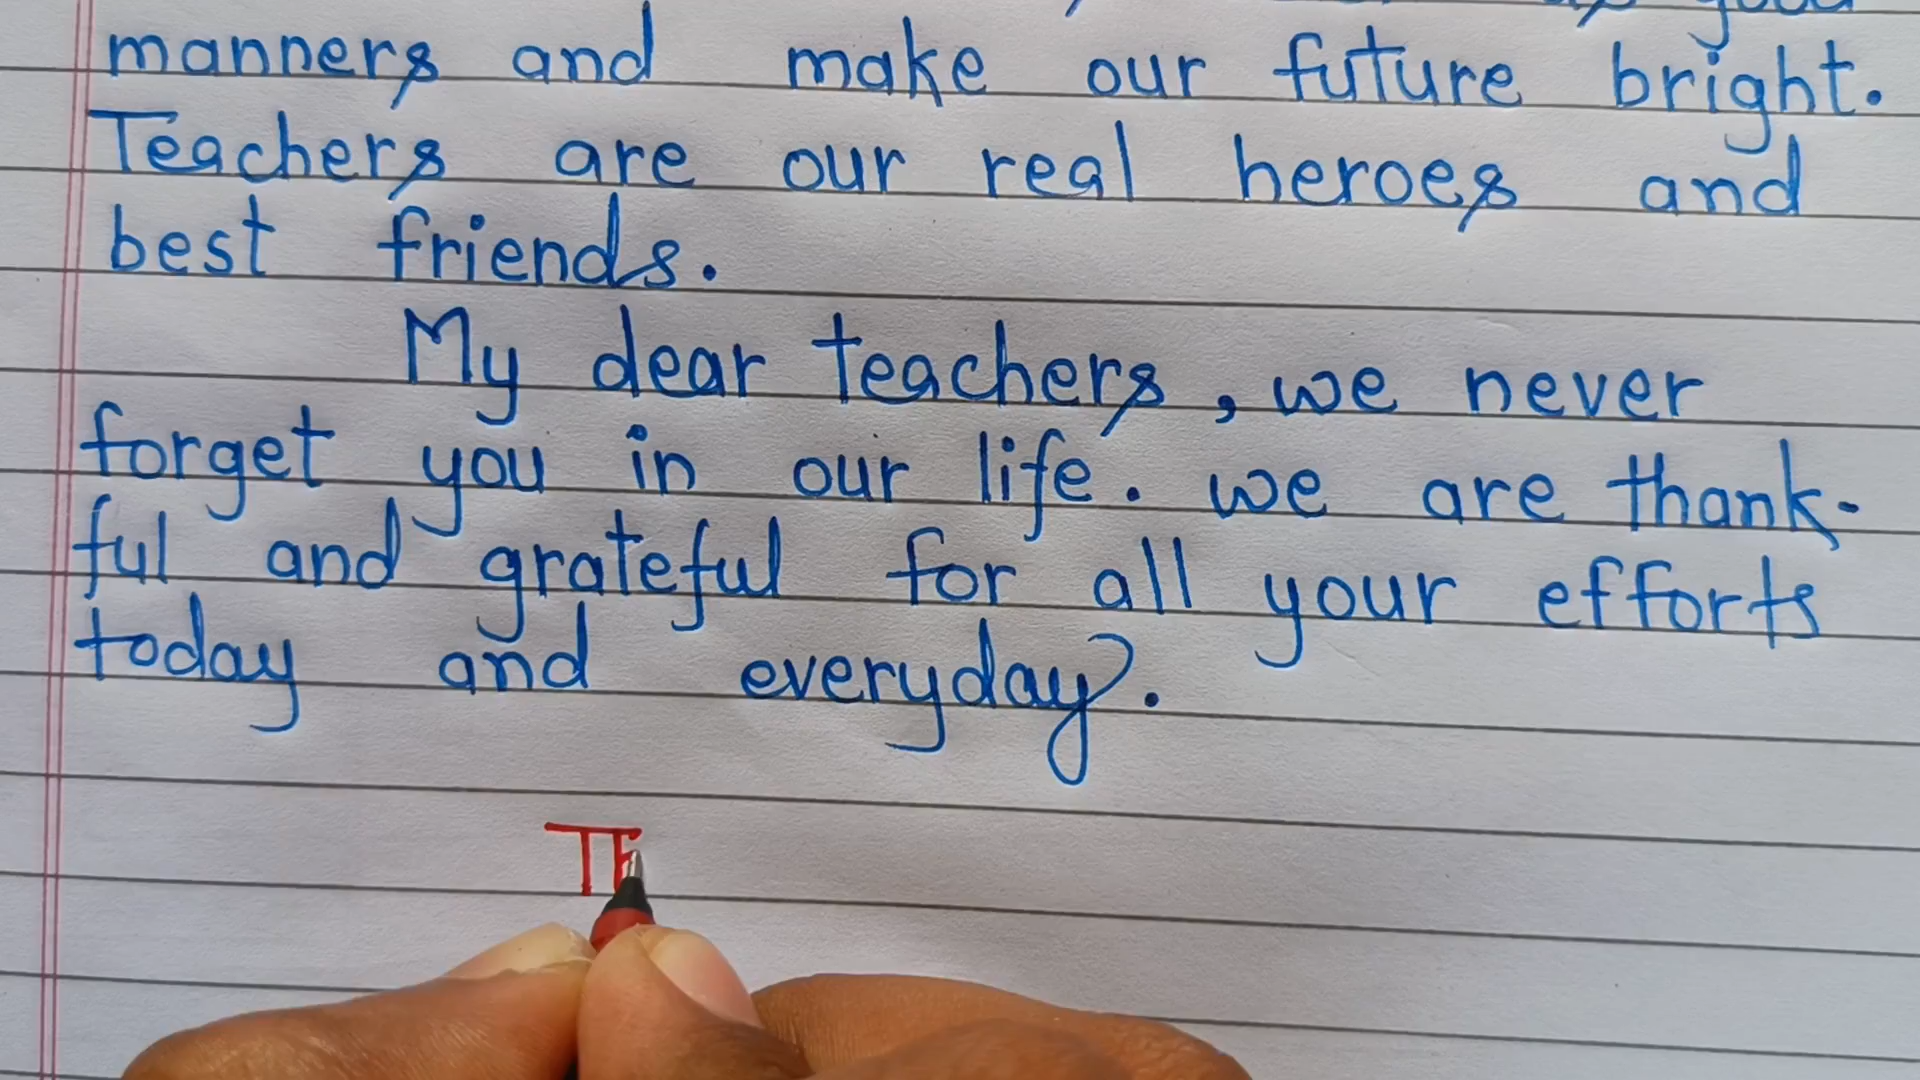 good
manners and make our future bright.
Teachers are our real heroes and
best friends.
My dear teachers, we never
forget you in our life. we are thank-
ful and grateful for all your efforts
today and everyday.